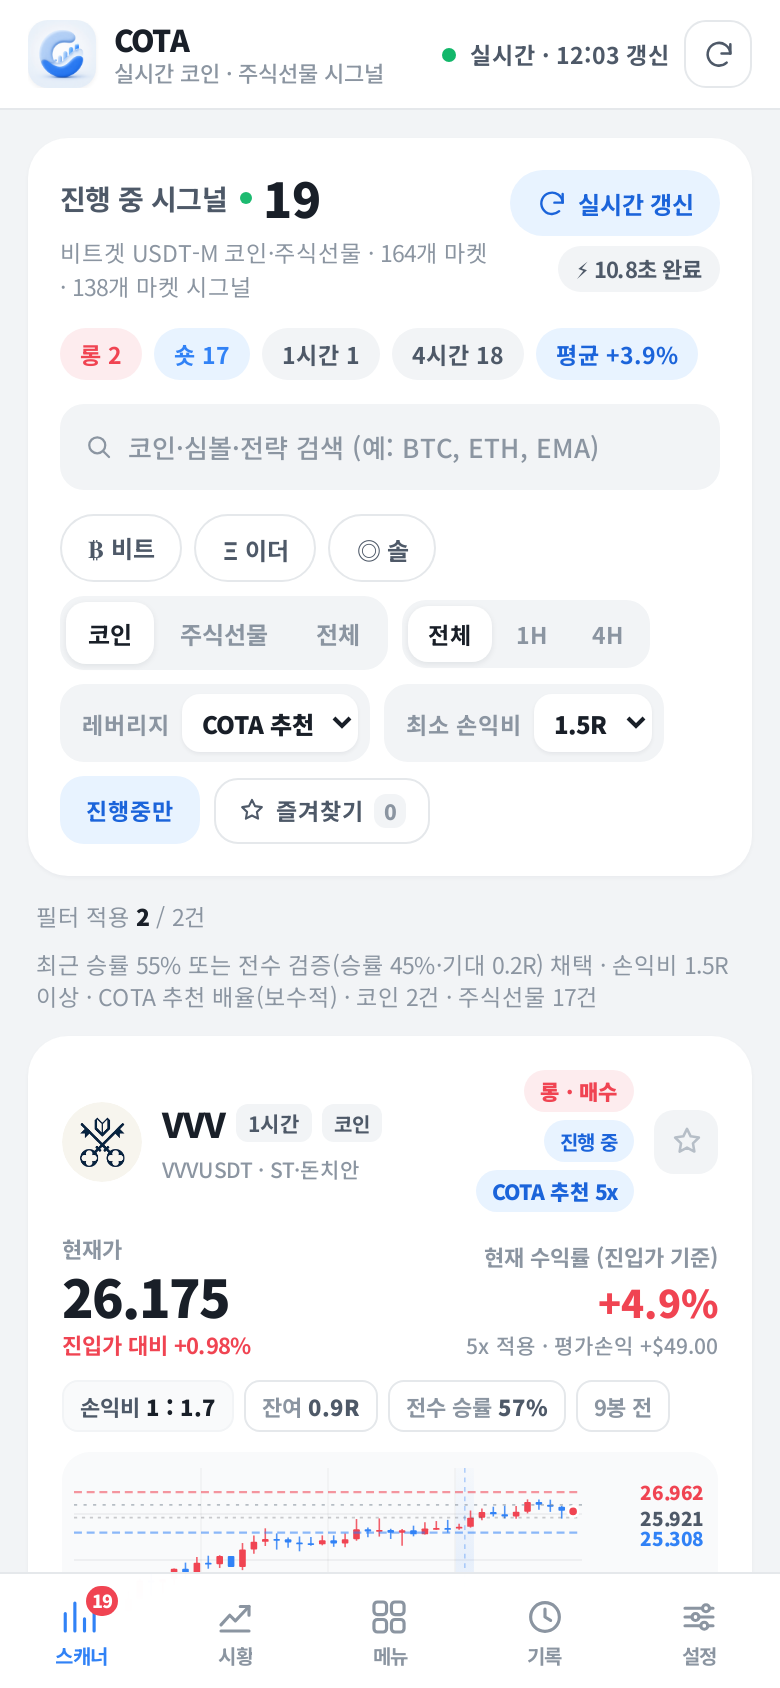 COTA
실시간 코인 · 주식선물 시그널
실시간 · 12:03 갱신
진행 중 시그널 19
실시간 갱신
비트겟 USDT-M 코인·주식선물 · 164개 마켓
· 138개 마켓 시그널
⚡ 10.8초 완료
롱 2 숏 17 1시간 1 4시간 18 평균 +3.9%
코인·심볼·전략 검색 (예: BTC, ETH, EMA)
₿ 비트 Ξ 이더 ◎ 솔
코인 주식선물 전체 전체 1H 4H
레버리지 COTA 추천 최소 손익비 1.5R
진행중만 즐겨찾기 0
필터 적용 2 / 2건
최근 승률 55% 또는 전수 검증(승률 45%·기대 0.2R) 채택 · 손익비 1.5R
이상 · COTA 추천 배율(보수적) · 코인 2건 · 주식선물 17건
VVV 1시간 코인
VVVUSDT · ST·돈치안
롱 · 매수
진행 중
COTA 추천 5x
현재가
26.175
진입가 대비 +0.98%
현재 수익률 (진입가 기준)
+4.9%
5x 적용 · 평가손익 +$49.00
손익비 1 : 1.7 잔여 0.9R 전수 승률 57% 9봉 전
26.962
25.921
25.308
19
스캐너 시황 메뉴 기록 설정